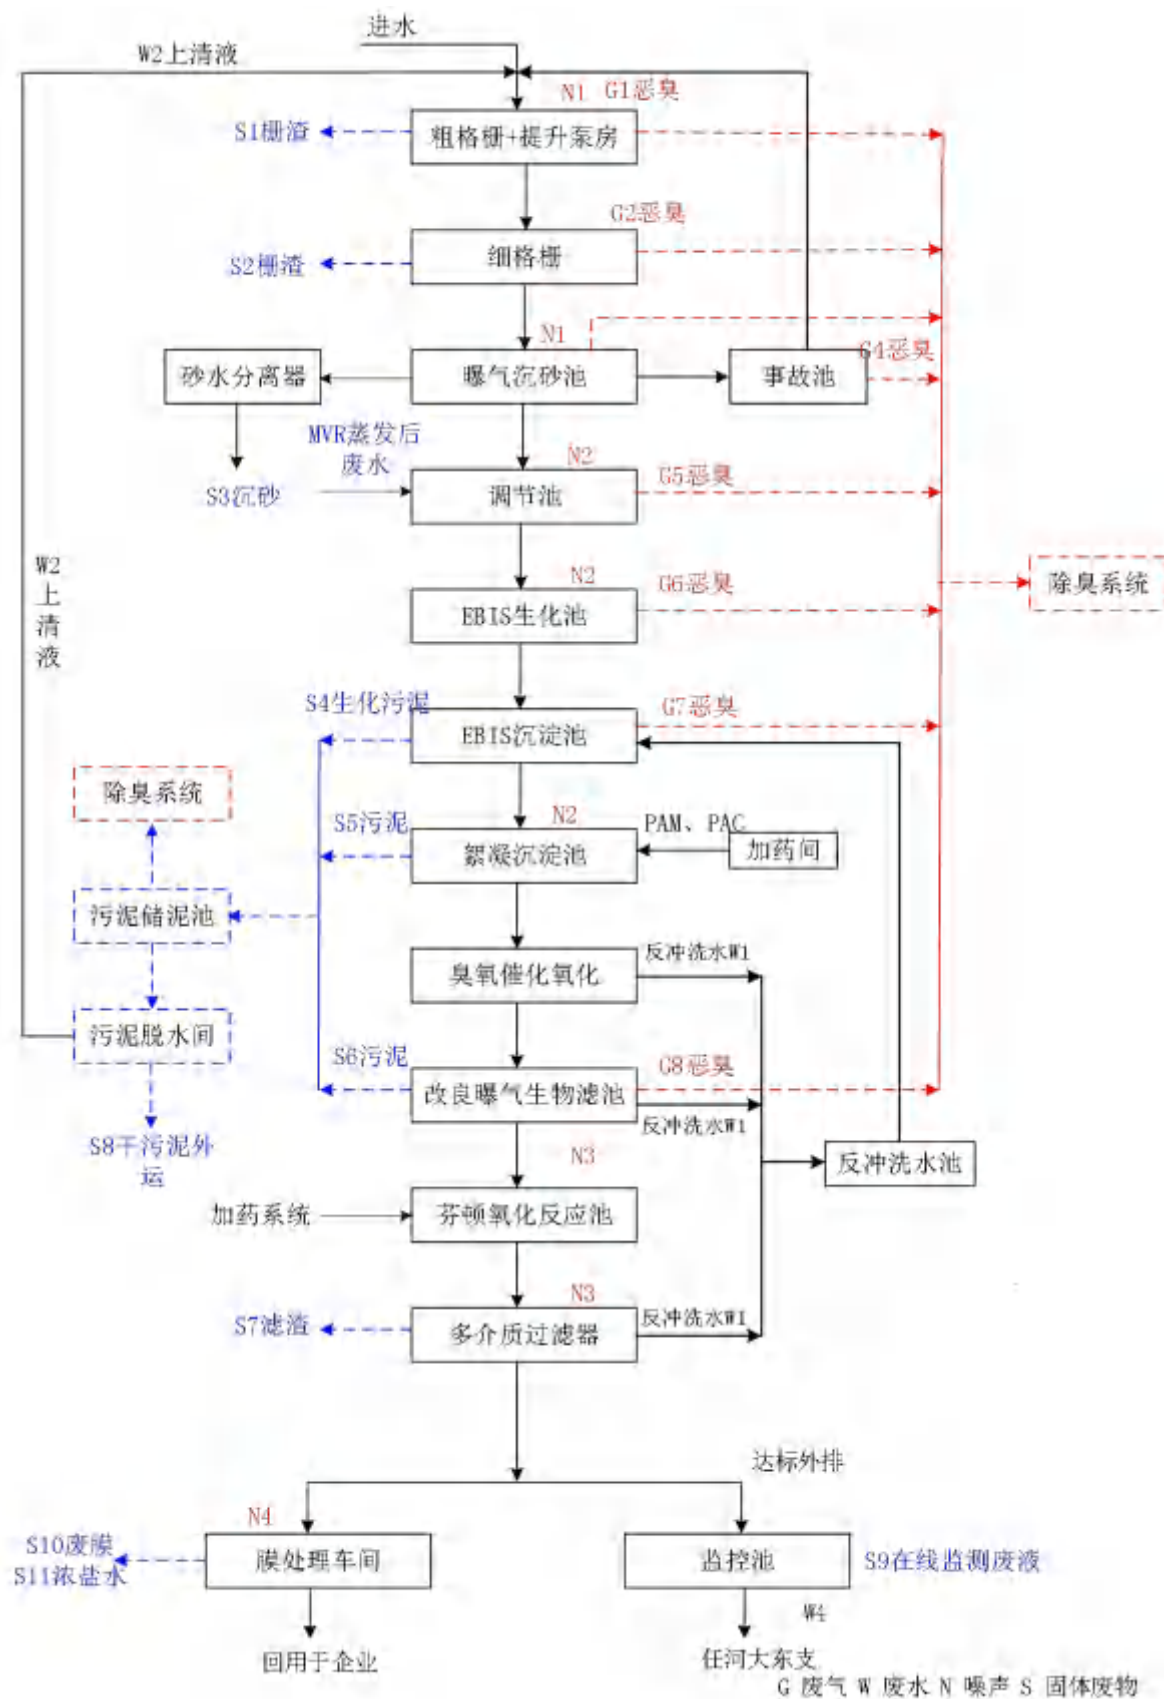 进水
W2上清液
N1 G1恶臭
S1栅渣
粗格栅+提升泵房
G2恶臭
S2栅渣
细格栅
N1
G4恶臭
砂水分离器
曝气沉砂池
事故池
MVR蒸发后
废水
N2
G5恶臭
S3沉砂
调节池
W2
上
清
液
N2
G6恶臭
除臭系统
EBIS生化池
S4生化污泥
G7恶臭
EBIS沉淀池
除臭系统
S5污泥
N2
PAM、PAC
絮凝沉淀池
加药间
污泥储泥池
臭氧催化氧化
反冲洗水W1
污泥脱水间
S6污泥
G8恶臭
改良曝气生物滤池
反冲洗水W1
S8干污泥外
运
N3
反冲洗水池
加药系统
芬顿氧化反应池
N3
S7滤渣
多介质过滤器
反冲洗水W1
达标外排
N4
S10废膜
S11浓盐水
膜处理车间
监控池
S9在线监测废液
W4
回用于企业
任河大东支
G 废气 W 废水 N 噪声 S 固体废物